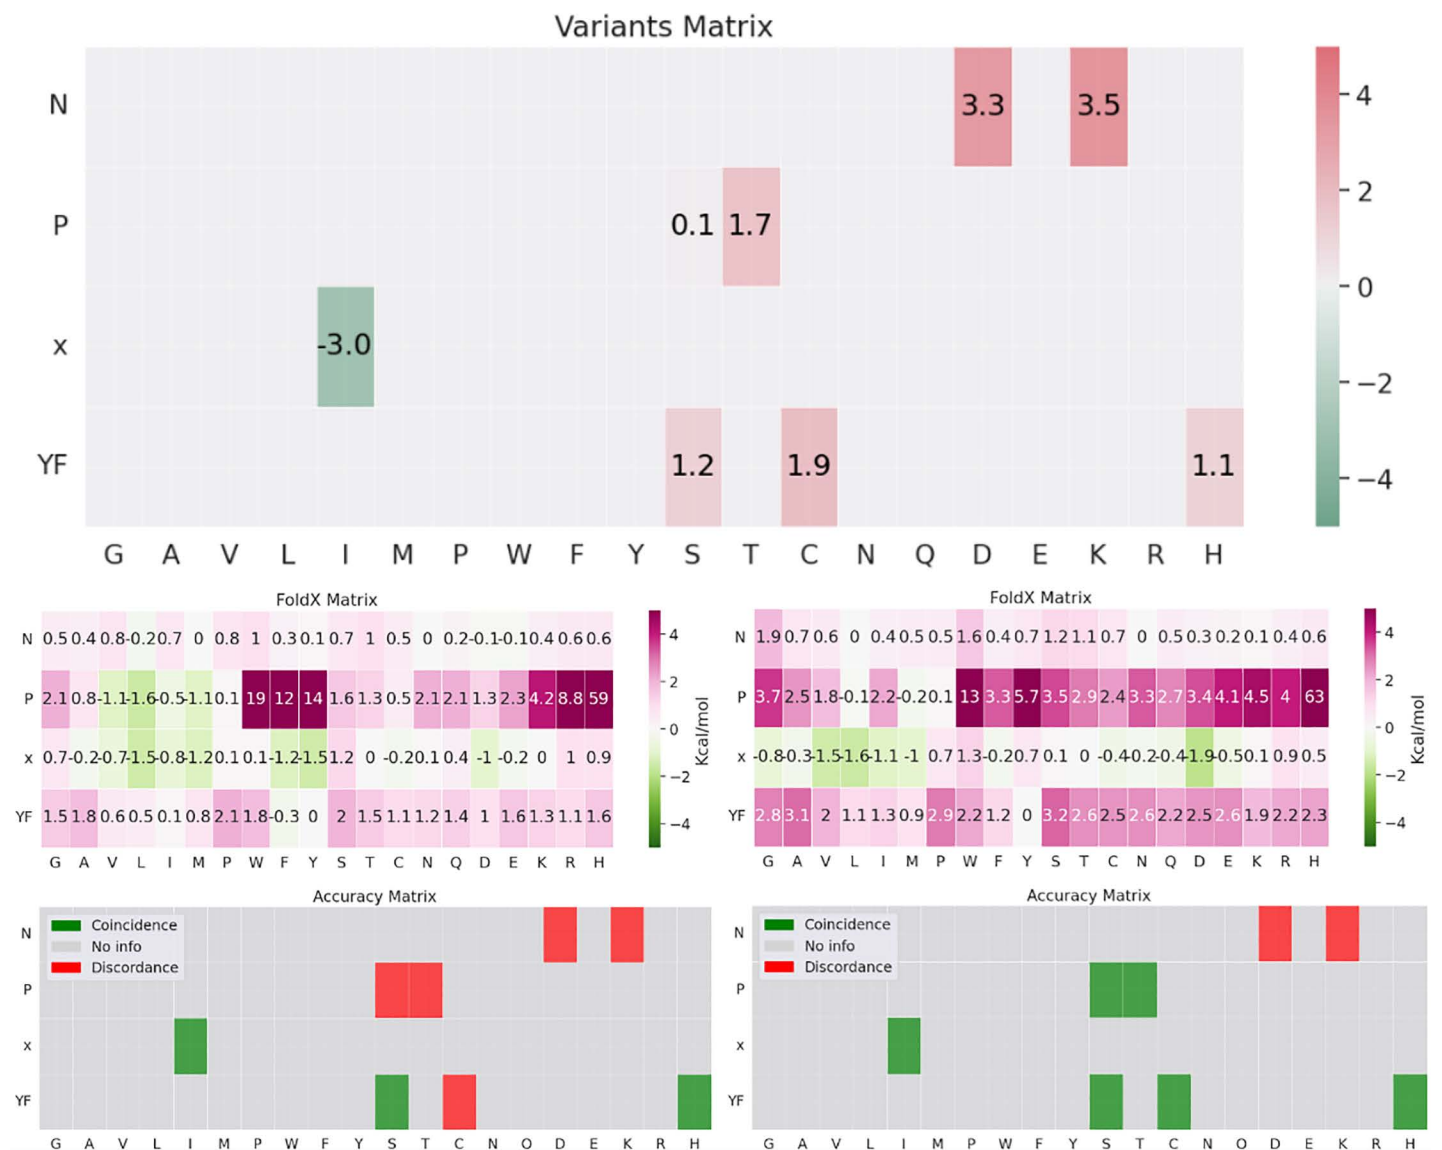 Variants Matrix
N 3.3 3.5 4
2
P 0.1 1.7
0
x -3.0
−2
YF 1.2 1.9 1.1
−4
G A V L I M P W F Y S T C N Q D E K R H
FoldX Matrix
N 0.5 0.4 0.8 -0.2 0.7 0 0.8 1 0.3 0.1 0.7 1 0.5 0 0.2 -0.1 -0.1 0.4 0.6 0.6
P 2.1 0.8 -1.1 -1.6 -0.5 -1.1 0.1 19 12 14 1.6 1.3 0.5 2.1 2.1 1.3 2.3 4.2 8.8 59
x 0.7 -0.2 -0.7 -1.5 -0.8 -1.2 0.1 0.1 -1.2 -1.5 1.2 0 -0.2 0.1 0.4 -1 -0.2 0 1 0.9
YF 1.5 1.8 0.6 0.5 0.1 0.8 2.1 1.8 -0.3 0 2 1.5 1.1 1.2 1.4 1 1.6 1.3 1.1 1.6
G A V L I M P W F Y S T C N Q D E K R H
4
2
0
−2
−4
Kcal/mol
FoldX Matrix
N 1.9 0.7 0.6 0 0.4 0.5 0.5 1.6 0.4 0.7 1.2 1.1 0.7 0 0.5 0.3 0.2 0.1 0.4 0.6
P 3.7 2.5 1.8 -0.1 2.2 -0.2 0.1 13 3.3 5.7 3.5 2.9 2.4 3.3 2.7 3.4 4.1 4.5 4 63
x -0.8 -0.3 -1.5 -1.6 -1.1 -1 0.7 1.3 -0.2 0.7 0.1 0 -0.4 0.2 -0.4 -1.9 -0.5 0.1 0.9 0.5
YF 2.8 3.1 2 1.1 1.3 0.9 2.9 2.2 1.2 0 3.2 2.6 2.5 2.6 2.2 2.5 2.6 1.9 2.2 2.3
G A V L I M P W F Y S T C N Q D E K R H
4
2
0
−2
−4
Kcal/mol
Accuracy Matrix
Coincidence
No info
Discordance
N
P
x
YF
G A V L I M P W F Y S T C N O D E K R H
Accuracy Matrix
Coincidence
No info
Discordance
N
P
x
YF
G A V L I M P W F Y S T C N O D E K R H